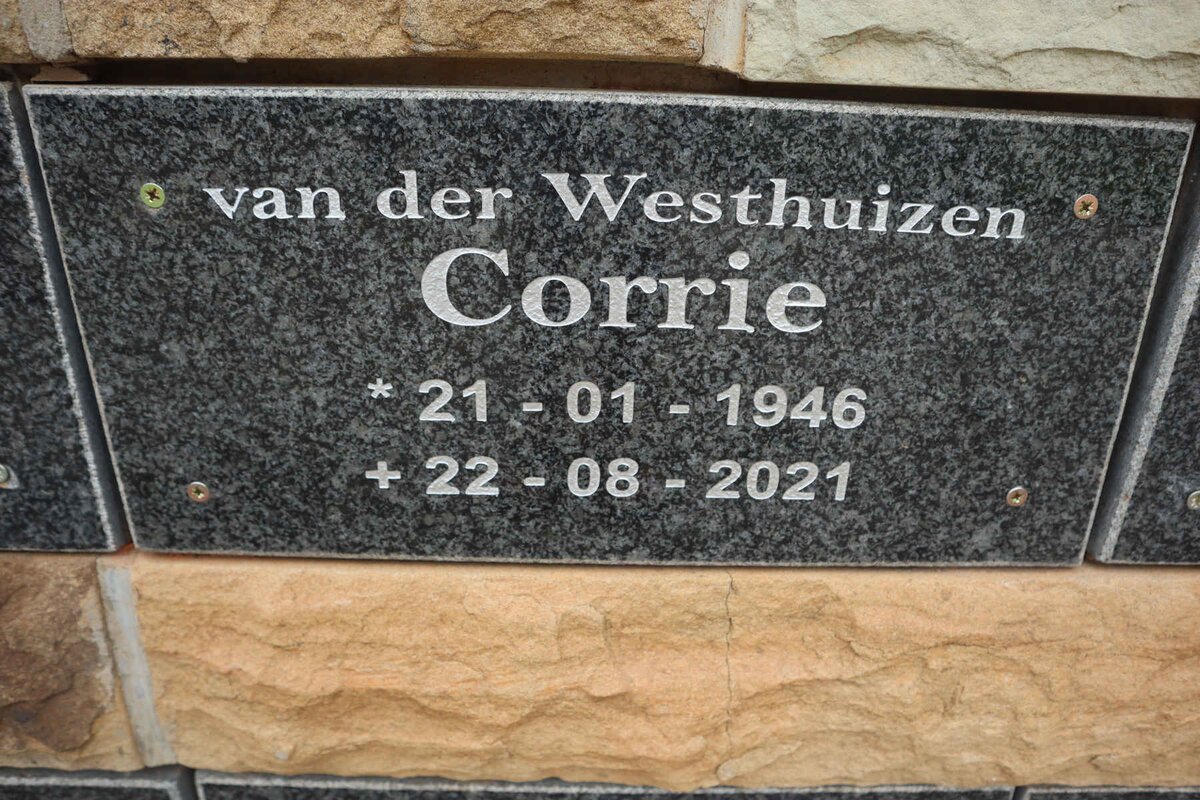 van der Westhuizen
Corrie
* 21 - 01 - 1946
+ 22 - 08 - 2021